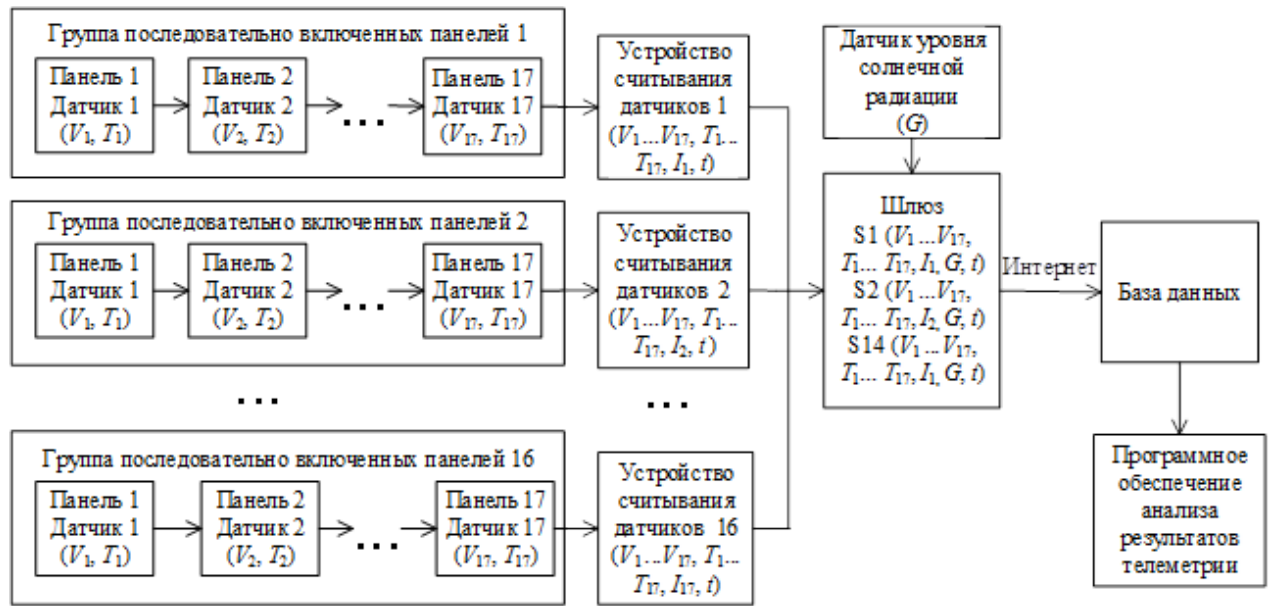 Группа последовательно включенных панелей 1
Панель 1
Датчик 1
(V₁, T₁)
Панель 2
Датчик 2
(V₂, T₂)
...
Панель 17
Датчик 17
(V₁₇, T₁₇)
Устройство
считывания
датчиков 1
(V₁...V₁₇, T₁...
T₁₇, I₁, t)
Группа последовательно включенных панелей 2
Панель 1
Датчик 1
(V₁, T₁)
Панель 2
Датчик 2
(V₂, T₂)
...
Панель 17
Датчик 17
(V₁₇, T₁₇)
Устройство
считывания
датчиков 2
(V₁...V₁₇, T₁...
T₁₇, I₂, t)
...
...
Группа последовательно включенных панелей 16
Панель 1
Датчик 1
(V₁, T₁)
Панель 2
Датчик 2
(V₂, T₂)
...
Панель 17
Датчик 17
(V₁₇, T₁₇)
Устройство
считывания
датчиков 16
(V₁...V₁₇, T₁...
T₁₇, I₁₇, t)
Датчик уровня
солнечной
радиации
(G)
Шлюз
S1 (V₁...V₁₇,
T₁... T₁₇, I₁, G, t)
S2 (V₁...V₁₇,
T₁... T₁₇, I₂, G, t)
S14 (V₁...V₁₇,
T₁... T₁₇, I₁, G, t)
Интернет
База данных
Программное
обеспечение
анализа
результатов
телеметрии